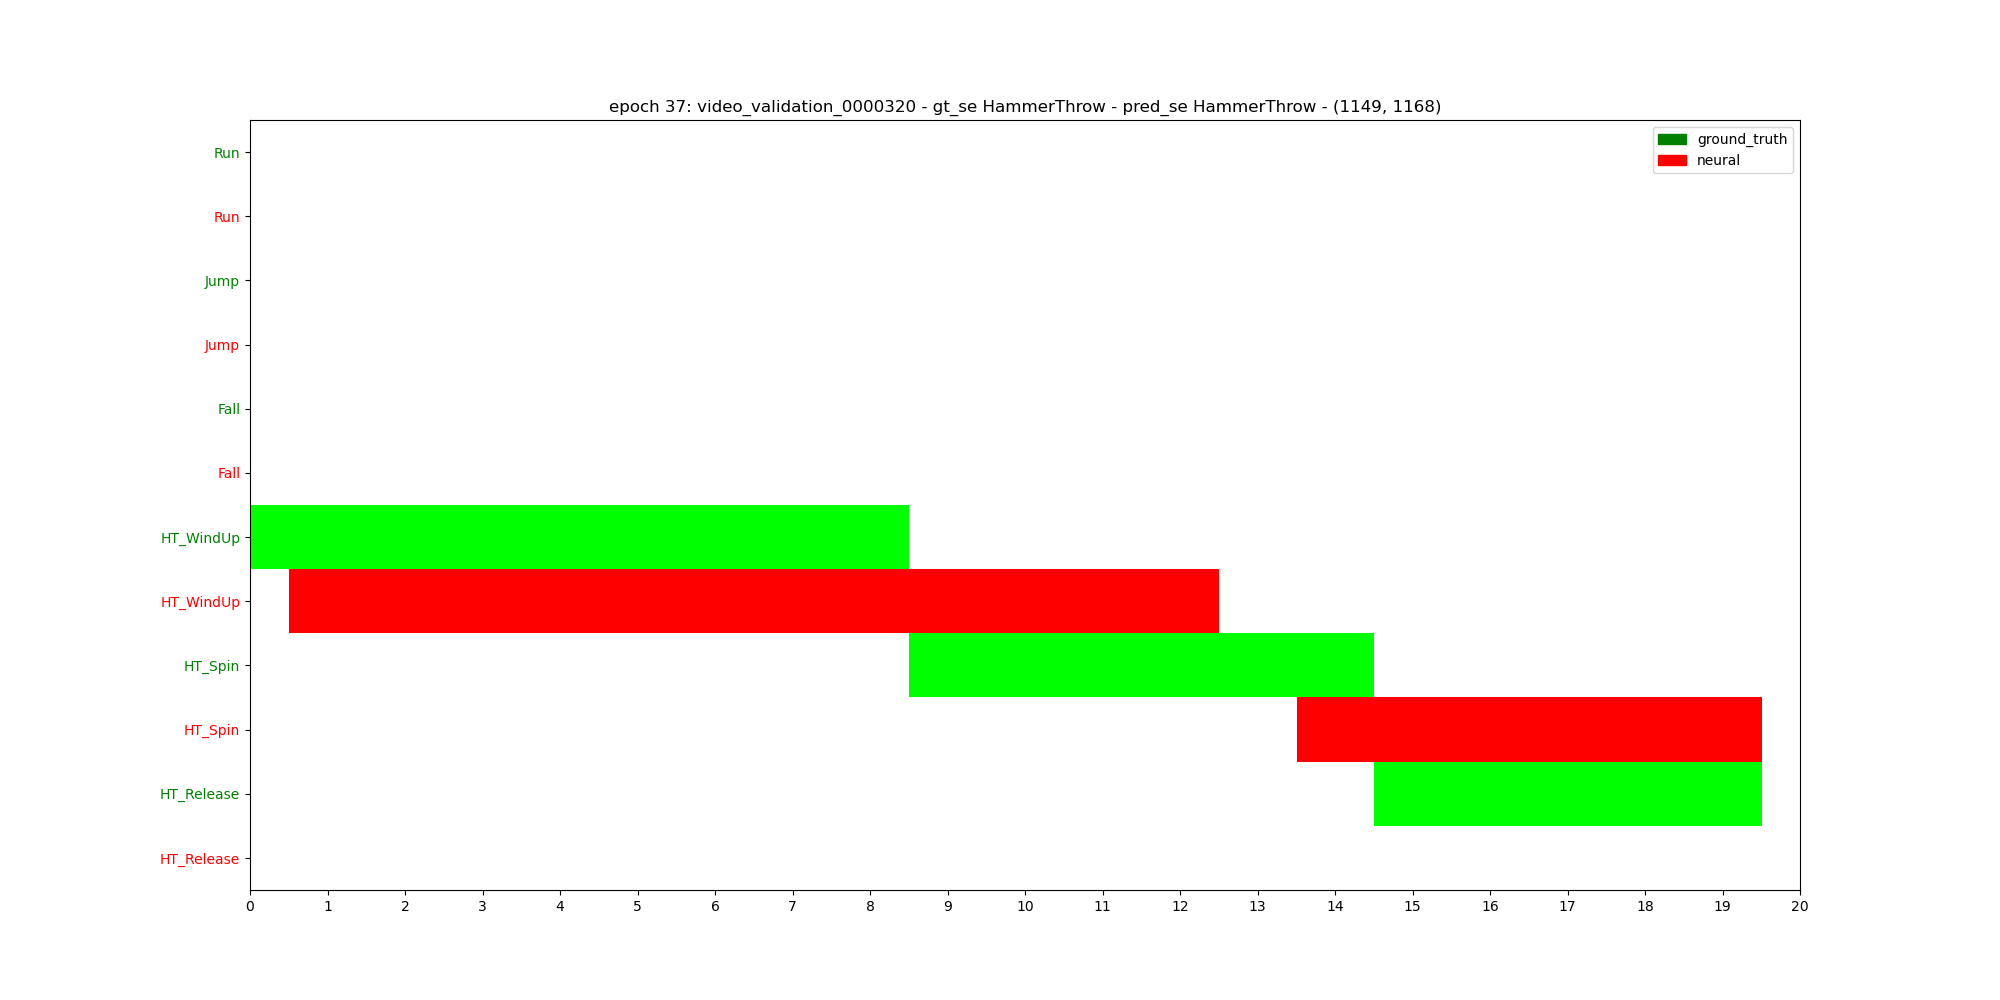 epoch 37: video_validation_0000320 - gt_se HammerThrow - pred_se HammerThrow - (1149, 1168)
ground_truth
neural
Run
Run
Jump
Jump
Fall
Fall
HT_WindUp
HT_WindUp
HT_Spin
HT_Spin
HT_Release
HT_Release
0 1 2 3 4 5 6 7 8 9 10 11 12 13 14 15 16 17 18 19 20